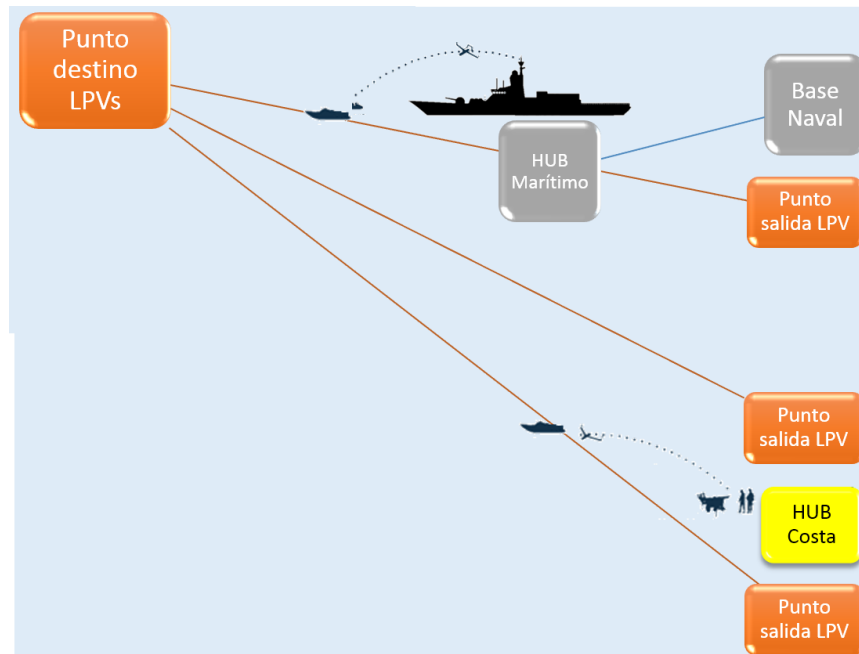 Punto
destino
LPVs
Base
Naval
HUB
Marítimo
Punto
salida LPV
Punto
salida LPV
HUB
Costa
Punto
salida LPV